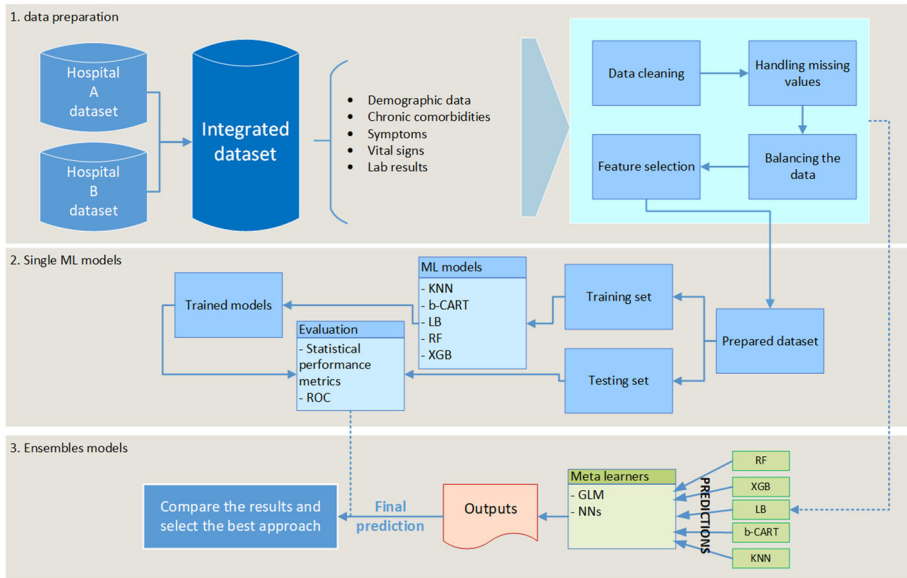 1. data preparation
Hospital
A
dataset
Hospital
B
dataset
Integrated
dataset
• Demographic data
• Chronic comorbidities
• Symptoms
• Vital signs
• Lab results
Data cleaning
Handling missing
values
Feature selection
Balancing the
data
2. Single ML models
Trained models
ML models
- KNN
- b-CART
- LB
- RF
- XGB
Training set
Prepared dataset
Evaluation
- Statistical
performance
metrics
- ROC
Testing set
3. Ensembles models
Compare the results and
select the best approach
Final
prediction
Outputs
Meta learners
- GLM
- NNs
PREDICTIONS
RF
XGB
LB
b-CART
KNN